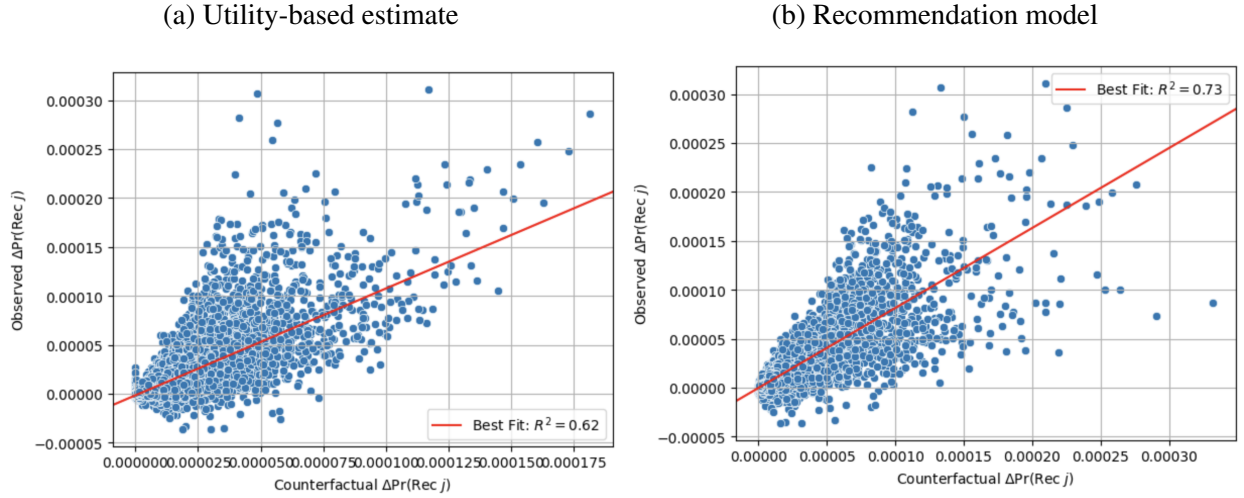 (a) Utility-based estimate
0.00030
0.00025
0.00020
0.00015
0.00010
0.00005
0.00000
−0.00005
Observed ΔPr(Rec j)
Best Fit: R² = 0.62
0.000000 0.000025 0.000050 0.000075 0.000100 0.000125 0.000150 0.000175
Counterfactual ΔPr(Rec j)
(b) Recommendation model
0.00030
0.00025
0.00020
0.00015
0.00010
0.00005
0.00000
−0.00005
Observed ΔPr(Rec j)
Best Fit: R² = 0.73
0.00000 0.00005 0.00010 0.00015 0.00020 0.00025 0.00030
Counterfactual ΔPr(Rec j)